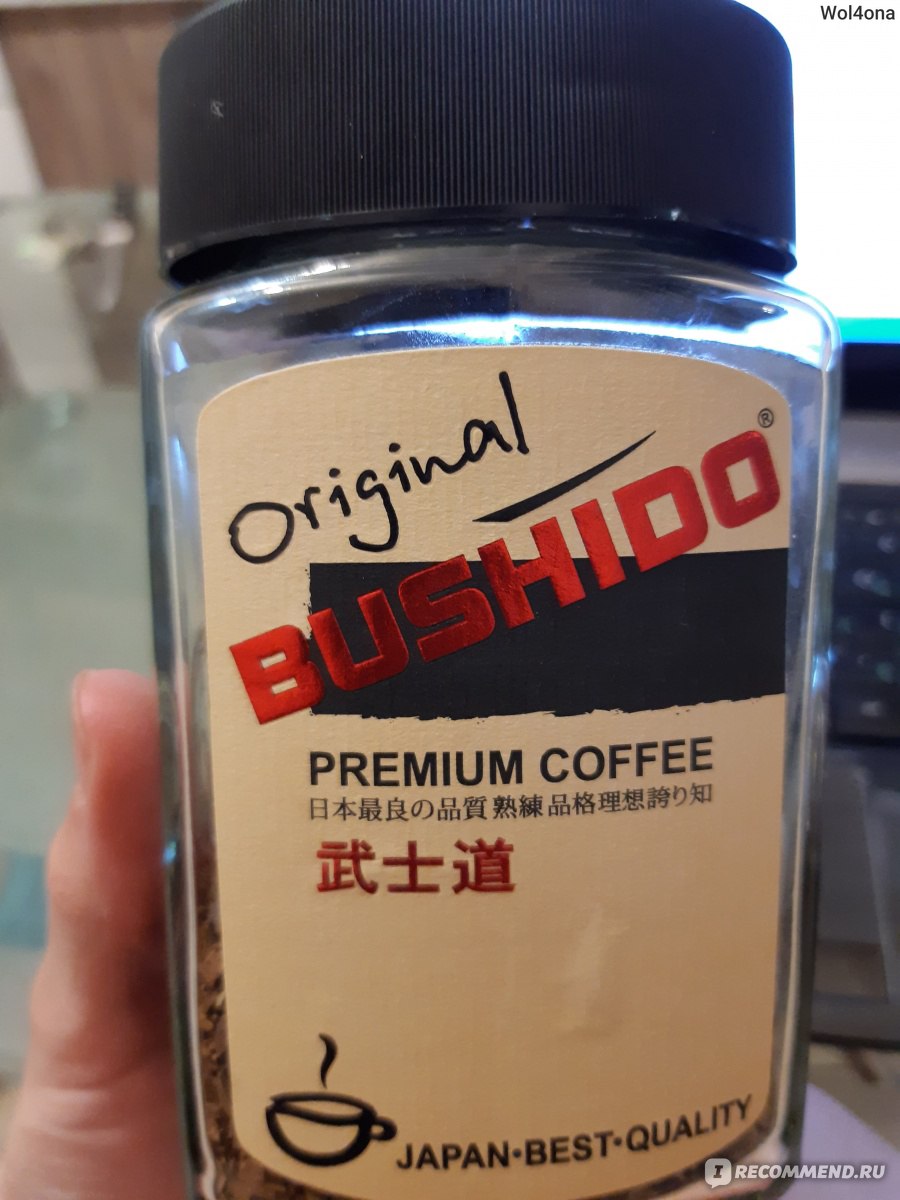 Wol4ona
Original
BUSHIDO®
PREMIUM COFFEE
日本最良の品質 熟練 品格理想誇り知
武士道
JAPAN•BEST•QUALITY
IRECOMMEND.RU